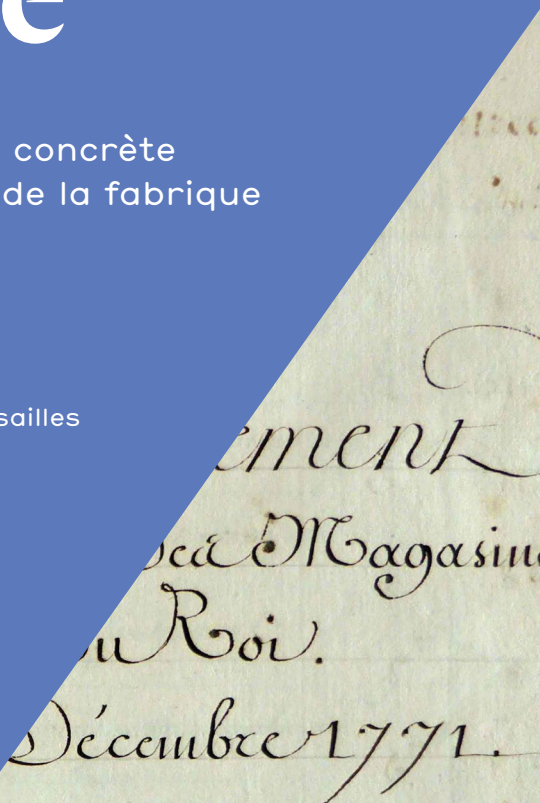 e
concrète
de la fabrique
sailles
ement
des Magasins
du Roi.
Décembre 1771.